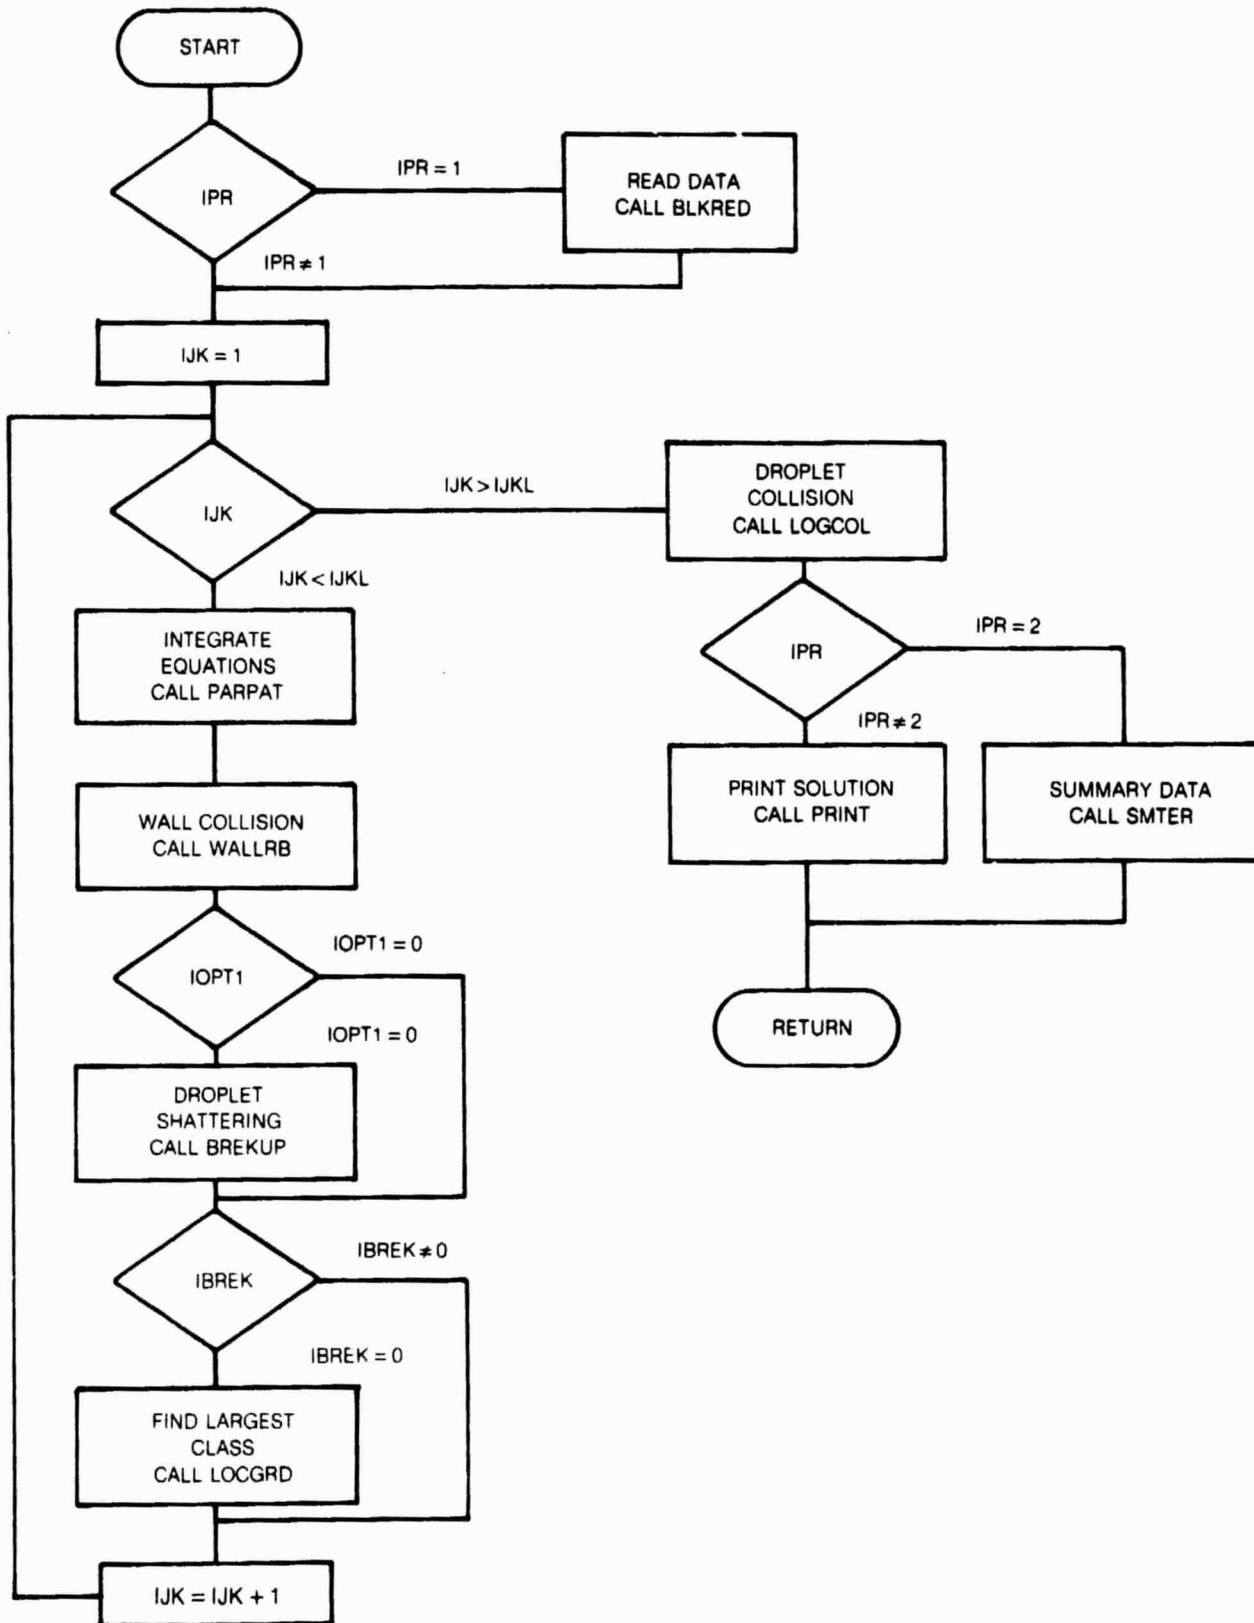 START
IPR
IPR = 1
READ DATA
CALL BLKRED
IPR ≠ 1
IJK = 1
IJK
IJK > IJKL
DROPLET
COLLISION
CALL LOGCOL
IJK < IJKL
INTEGRATE
EQUATIONS
CALL PARPAT
IPR
IPR = 2
IPR ≠ 2
PRINT SOLUTION
CALL PRINT
SUMMARY DATA
CALL SMTER
WALL COLLISION
CALL WALLRB
IOPT1
IOPT1 = 0
IOPT1 = 0
RETURN
DROPLET
SHATTERING
CALL BREKUP
IBREK
IBREK ≠ 0
IBREK = 0
FIND LARGEST
CLASS
CALL LOCGRD
IJK = IJK + 1